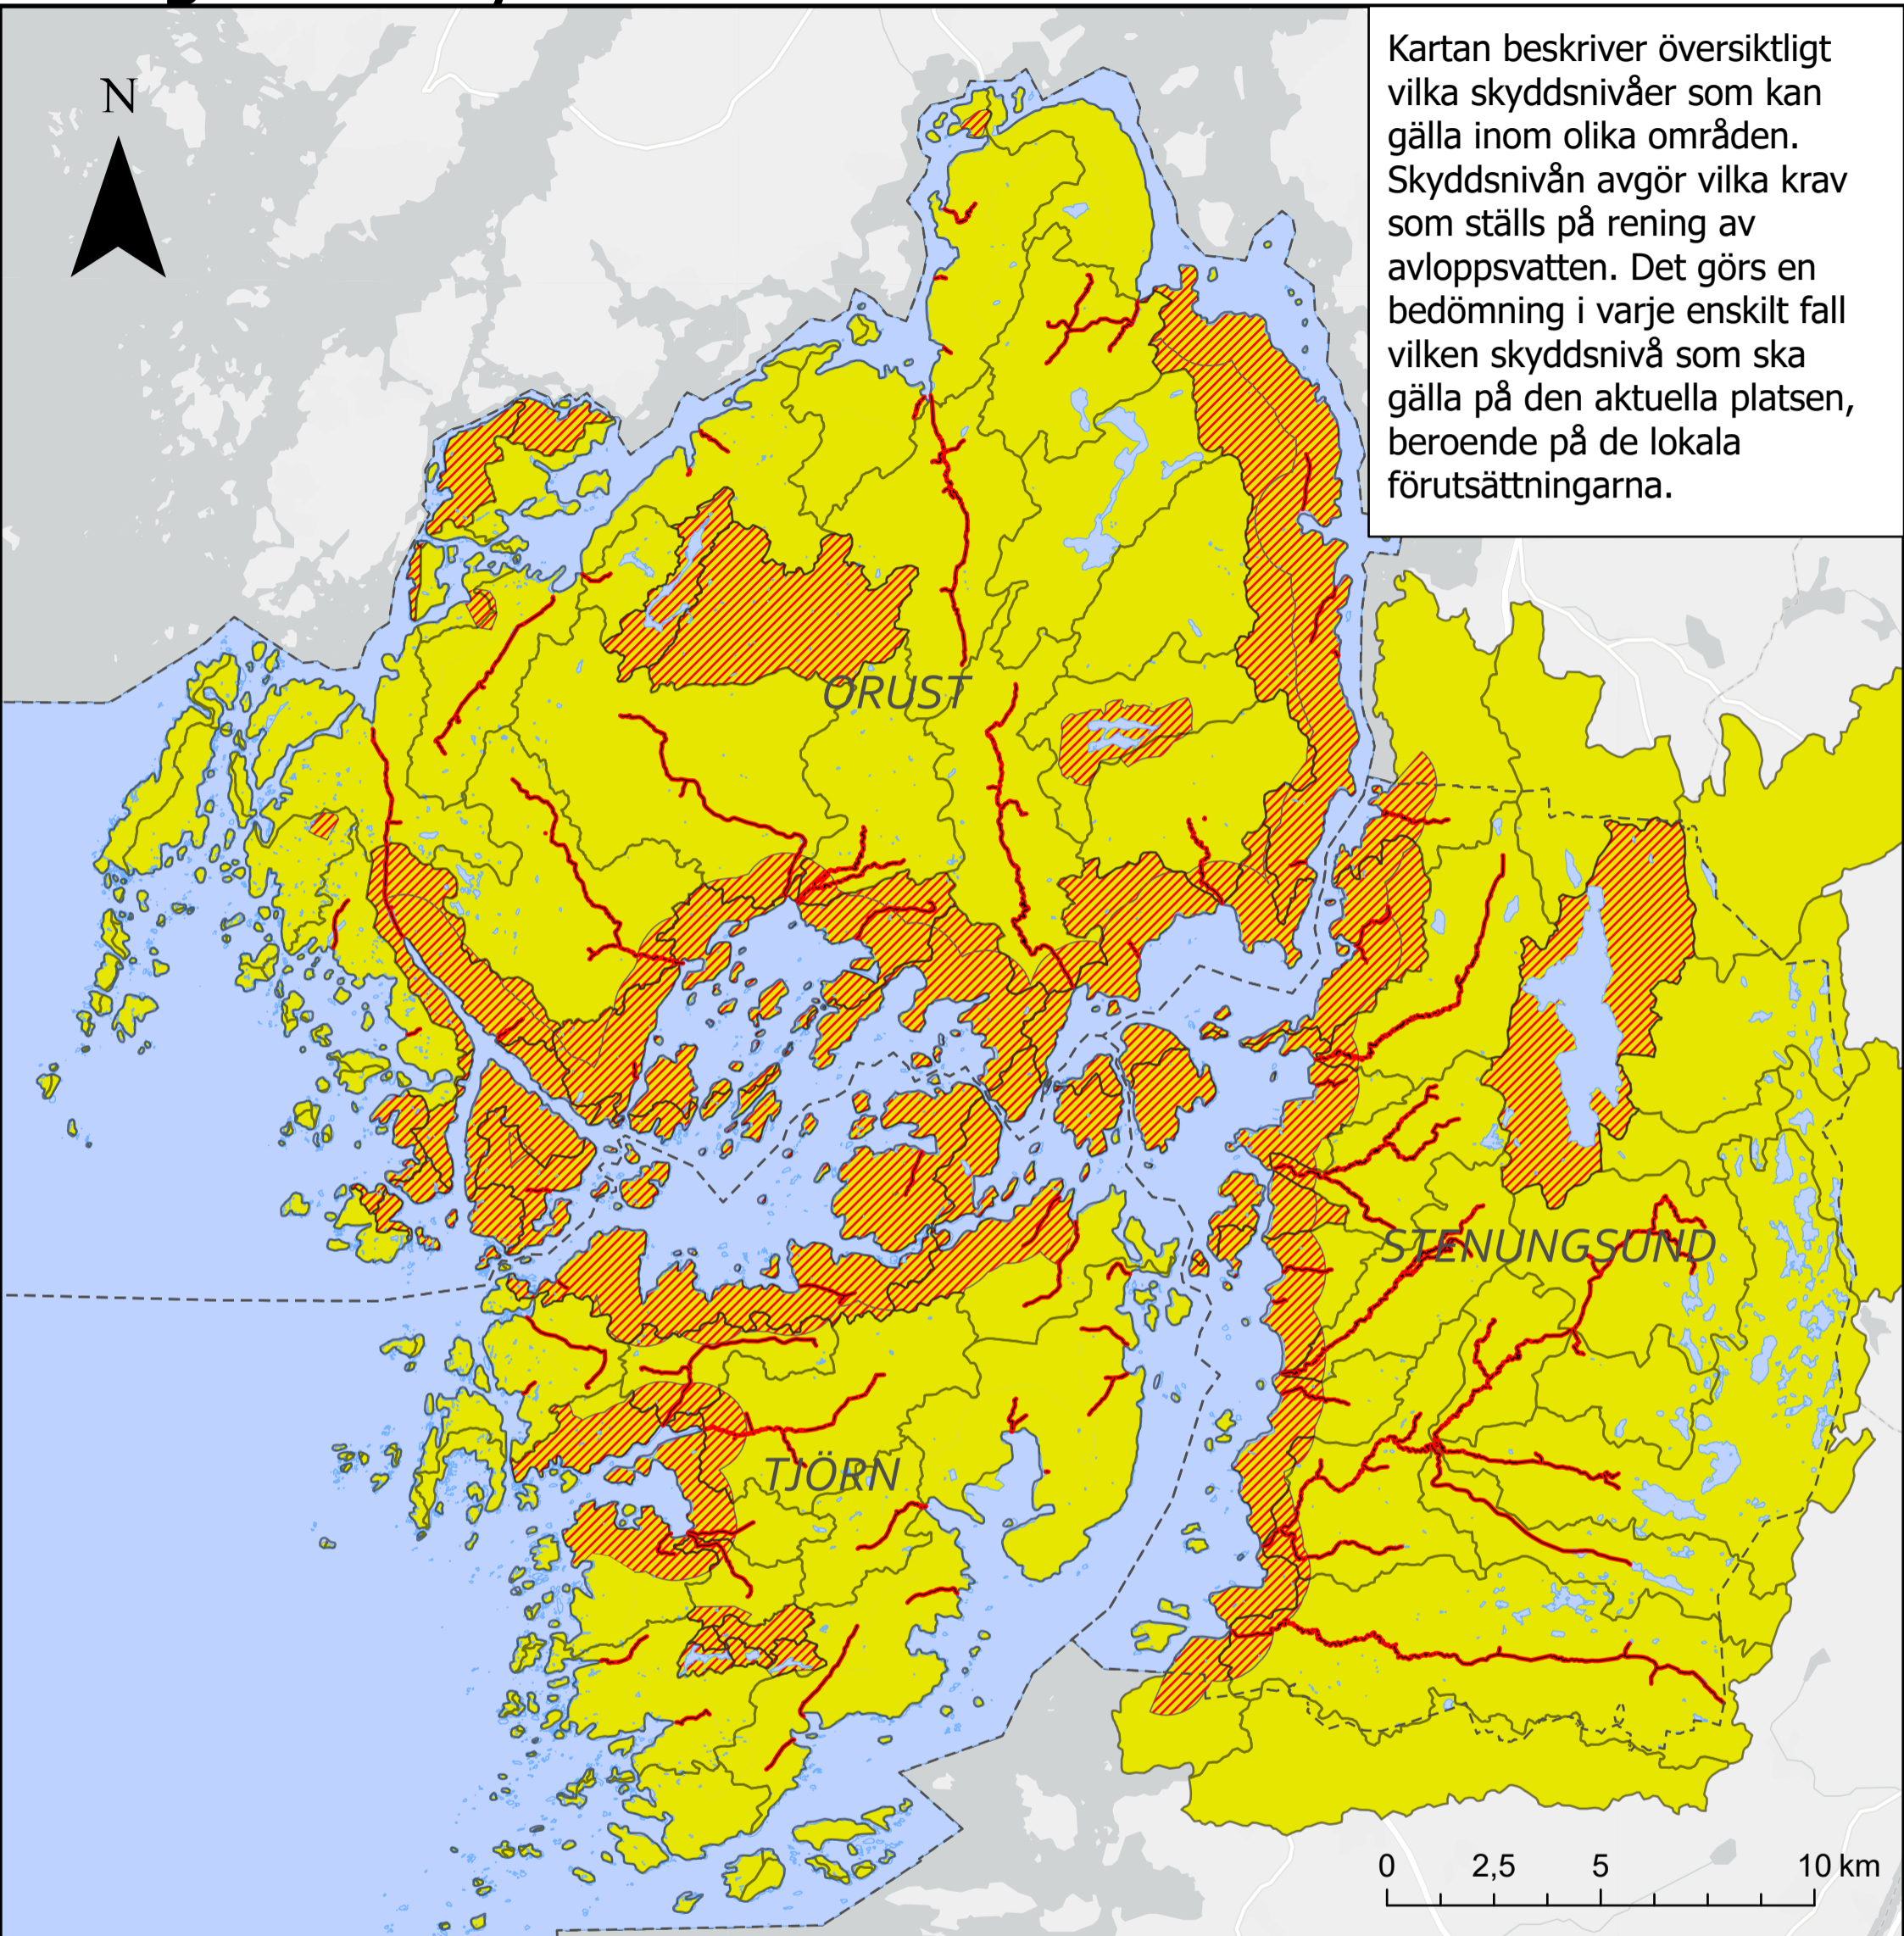 Kartan beskriver översiktligt
vilka skyddsnivåer som kan
gälla inom olika områden.
Skyddsnivån avgör vilka krav
som ställs på rening av
avloppsvatten. Det görs en
bedömning i varje enskilt fall
vilken skyddsnivå som ska
gälla på den aktuella platsen,
beroende på de lokala
förutsättningarna.
N
ORUST
STENUNGSUND
TJÖRN
0 2,5 5 10 km